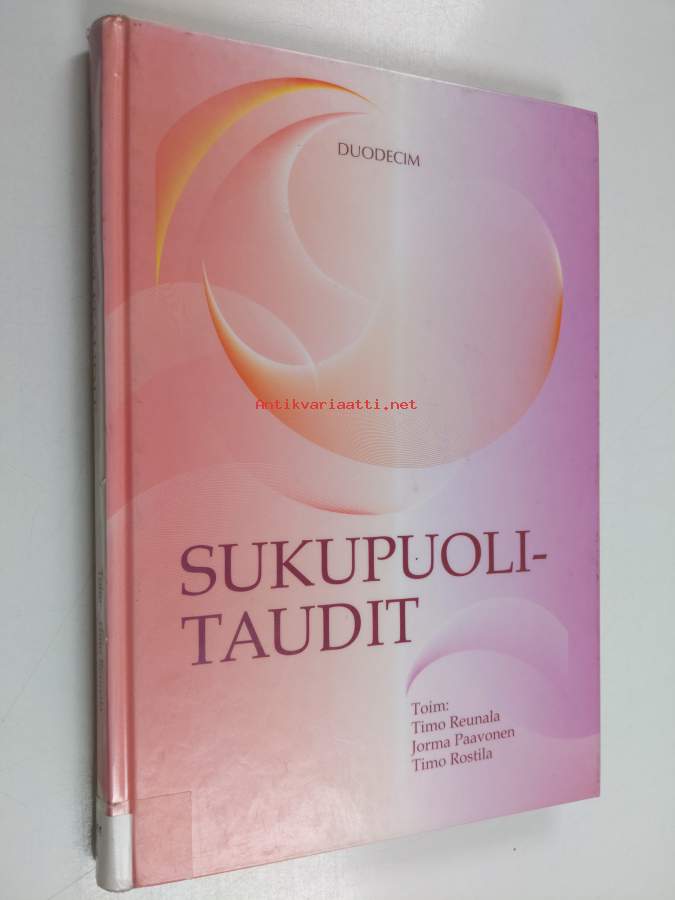 DUODECIM
Antikvariaatti.net
SUKUPUOLI-
TAUDIT
Toim:
Timo Reunala
Jorma Paavonen
Timo Rostila